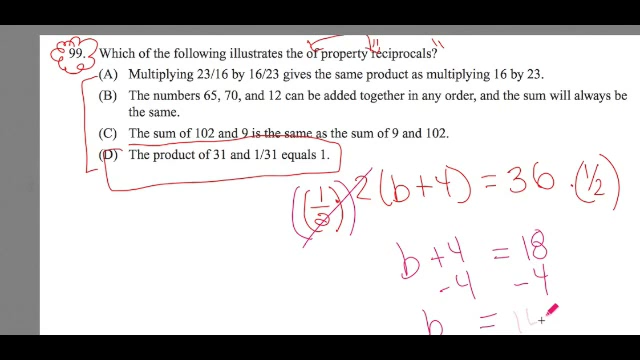 99. Which of the following illustrates the of property reciprocals?
(A) Multiplying 23/16 by 16/23 gives the same product as multiplying 16 by 23.
(B) The numbers 65, 70, and 12 can be added together in any order, and the sum will always be
the same.
(C) The sum of 102 and 9 is the same as the sum of 9 and 102.
(D) The product of 31 and 1/31 equals 1.
((1/2)·) 2(b+4) = 36 · (1/2)
b + 4 = 18
-4 -4
b = 14